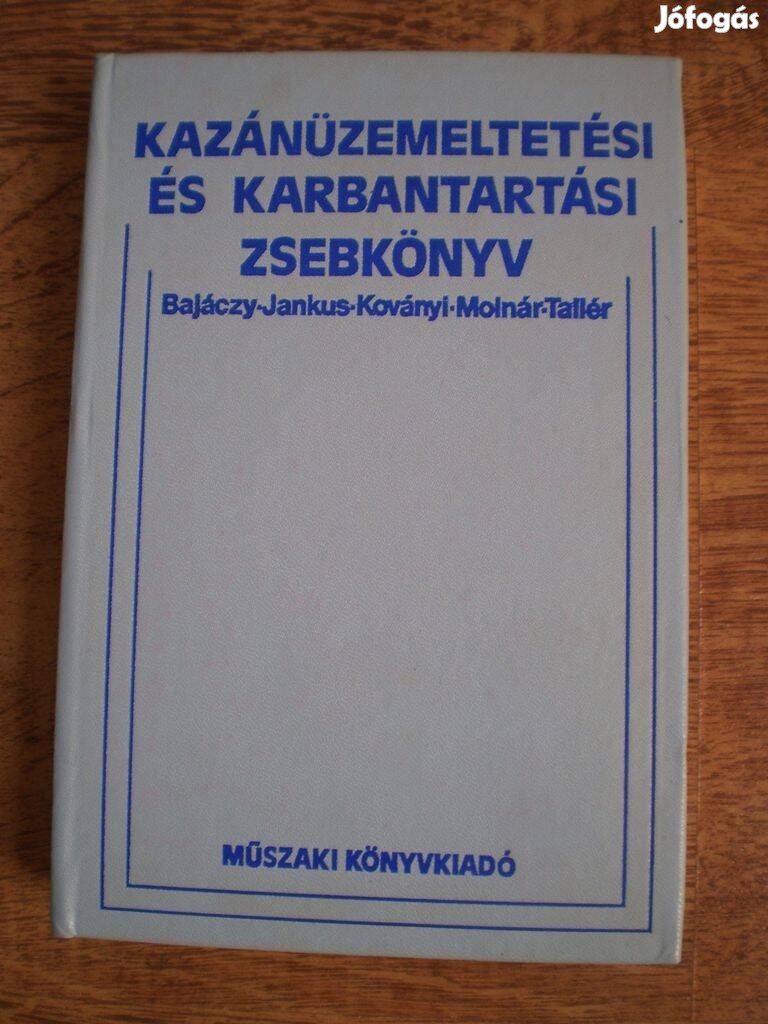 Jófogás
KAZÁNÜZEMELTETÉSI
ÉS KARBANTARTÁSI
ZSEBKÖNYV
Bajáczy·Jankus·Koványi·Molnár·Tallér
MŰSZAKI KÖNYVKIADÓ